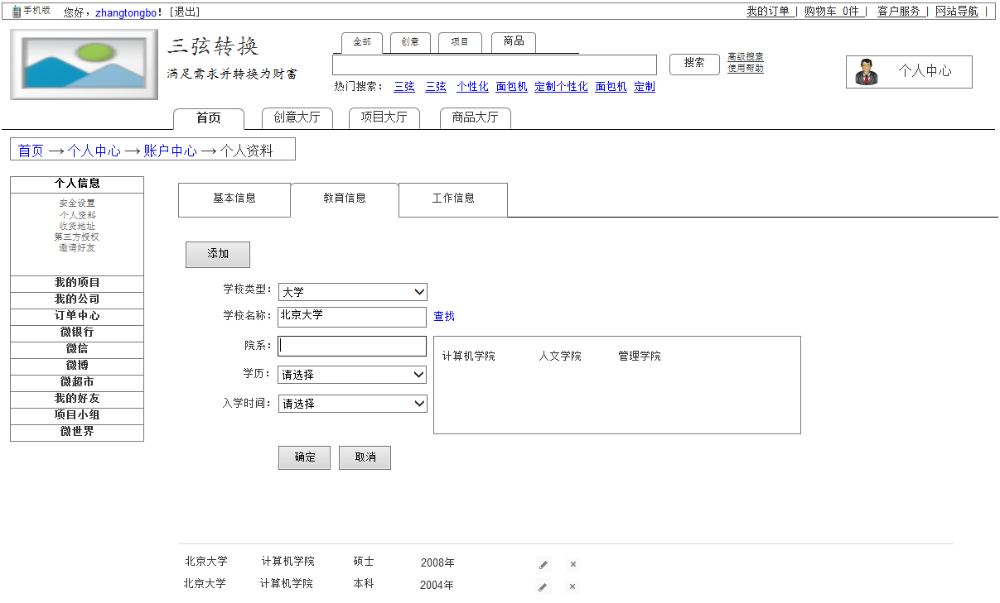 手机版 您好，zhangtongbo！[退出] 我的订单 | 购物车 0件 | 客户服务 | 网站导航 |
三弦转换
满足需求并转换为财富
全部 创意 项目 商品
搜索 高级搜索
使用帮助
个人中心
热门搜索： 三弦 三弦 个性化 面包机 定制个性化 面包机 定制
首页 创意大厅 项目大厅 商品大厅
首页 → 个人中心 → 账户中心 → 个人资料
个人信息
安全设置
个人资料
收货地址
第三方授权
邀请好友
我的项目
我的公司
订单中心
微银行
微信
微博
微超市
我的好友
项目小组
微世界
基本信息 教育信息 工作信息
添加
学校类型： 大学
学校名称： 北京大学 查找
院系：
计算机学院 人文学院 管理学院
学历： 请选择
入学时间： 请选择
确定 取消
北京大学 计算机学院 硕士 2008年
北京大学 计算机学院 本科 2004年